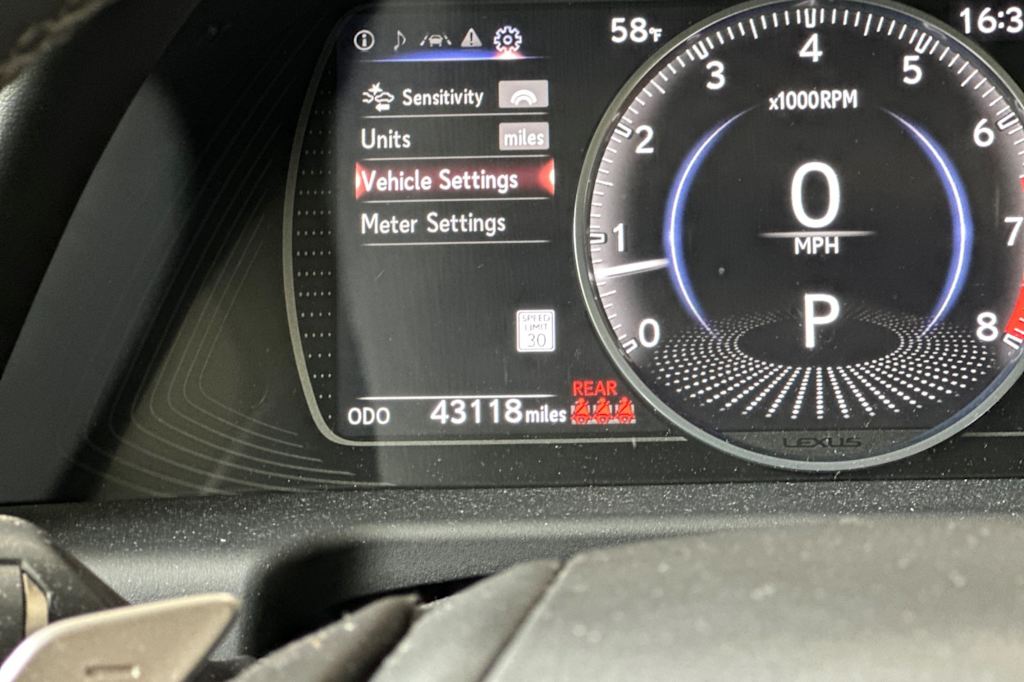 58°F
16:3
Sensitivity
Units miles
Vehicle Settings
Meter Settings
SPEED
LIMIT
30
ODO 43118 miles
REAR
0
1
2
3
4
5
6
7
8
x1000RPM
0
MPH
P
LEXUS